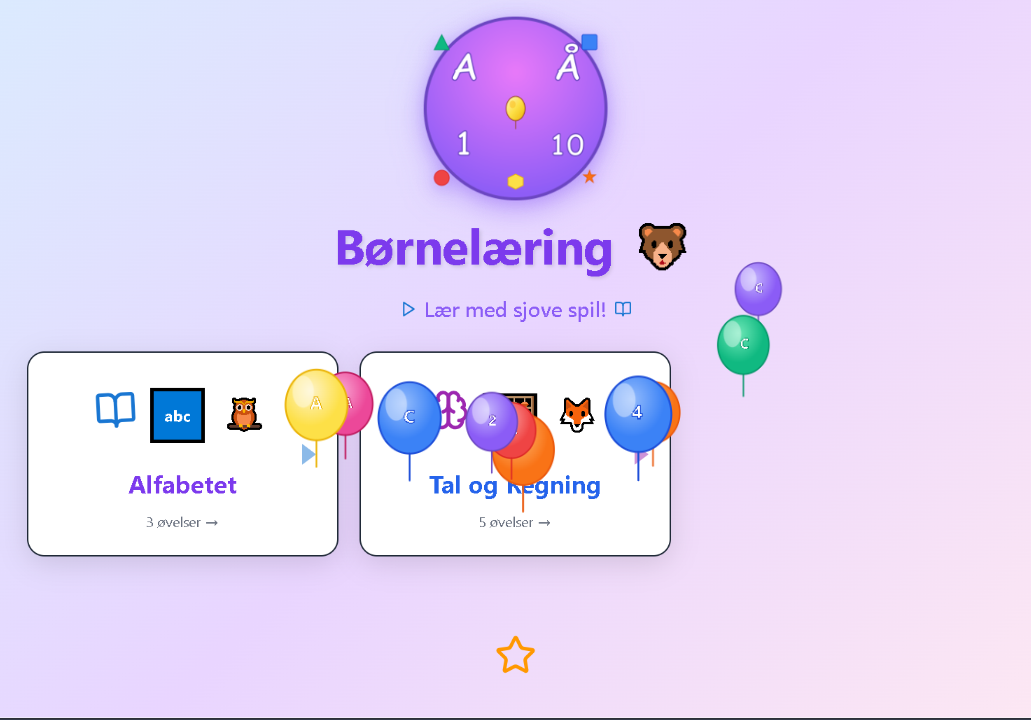 A Å
1 10
Børnelæring
▷ Lær med sjove spil!
abc
Alfabetet
3 øvelser →
Tal og Regning
5 øvelser →
A
A
C
2
4
C
C